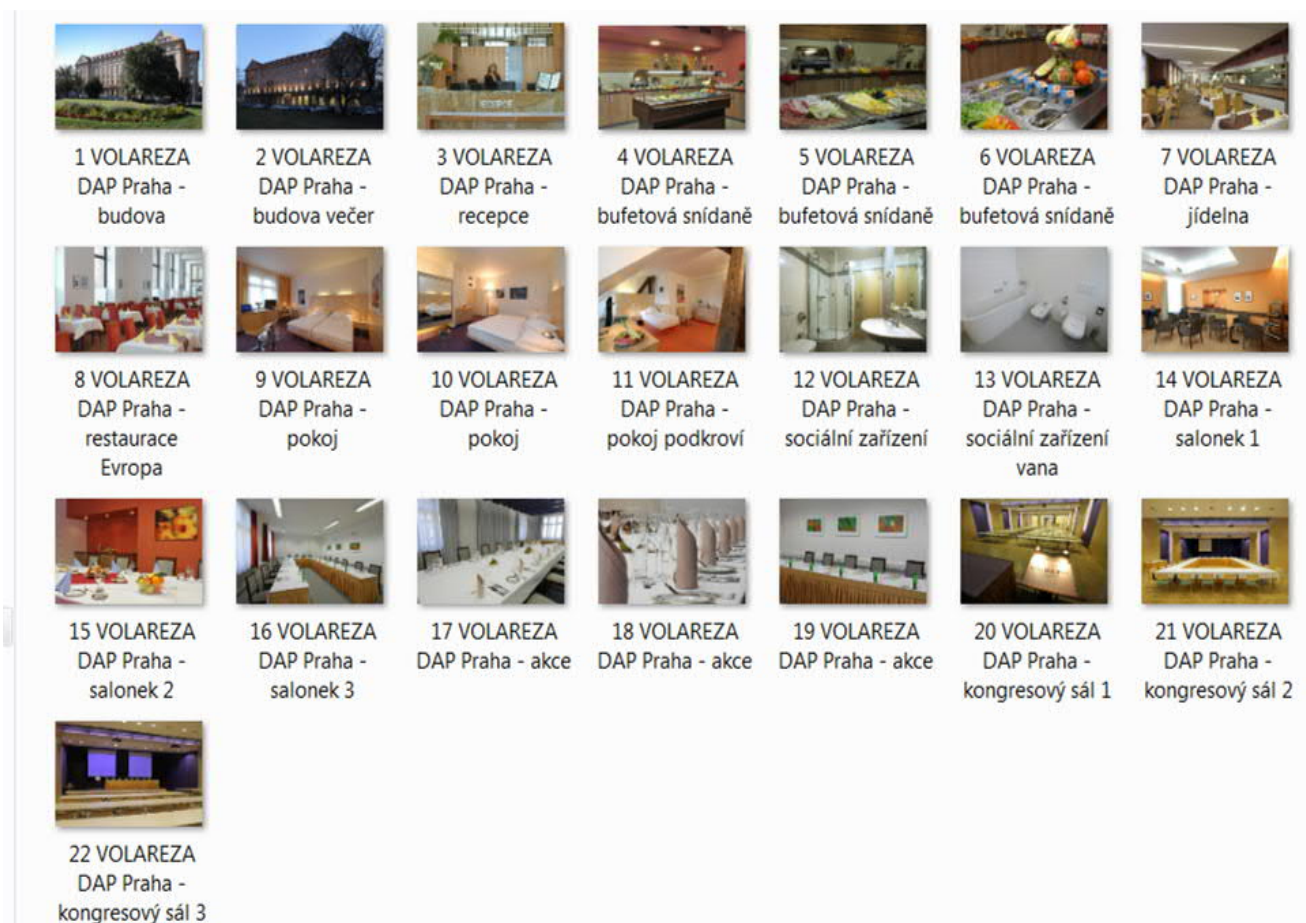 RECEPCE
1 VOLAREZA
DAP Praha -
budova
2 VOLAREZA
DAP Praha -
budova večer
3 VOLAREZA
DAP Praha -
recepce
4 VOLAREZA
DAP Praha -
bufetová snídaně
5 VOLAREZA
DAP Praha -
bufetová snídaně
6 VOLAREZA
DAP Praha -
bufetová snídaně
7 VOLAREZA
DAP Praha -
jídelna
8 VOLAREZA
DAP Praha -
restaurace
Evropa
9 VOLAREZA
DAP Praha -
pokoj
10 VOLAREZA
DAP Praha -
pokoj
11 VOLAREZA
DAP Praha -
pokoj podkroví
12 VOLAREZA
DAP Praha -
sociální zařízení
13 VOLAREZA
DAP Praha -
sociální zařízení
vana
14 VOLAREZA
DAP Praha -
salonek 1
15 VOLAREZA
DAP Praha -
salonek 2
16 VOLAREZA
DAP Praha -
salonek 3
17 VOLAREZA
DAP Praha - akce
18 VOLAREZA
DAP Praha - akce
19 VOLAREZA
DAP Praha - akce
20 VOLAREZA
DAP Praha -
kongresový sál 1
21 VOLAREZA
DAP Praha -
kongresový sál 2
22 VOLAREZA
DAP Praha -
kongresový sál 3